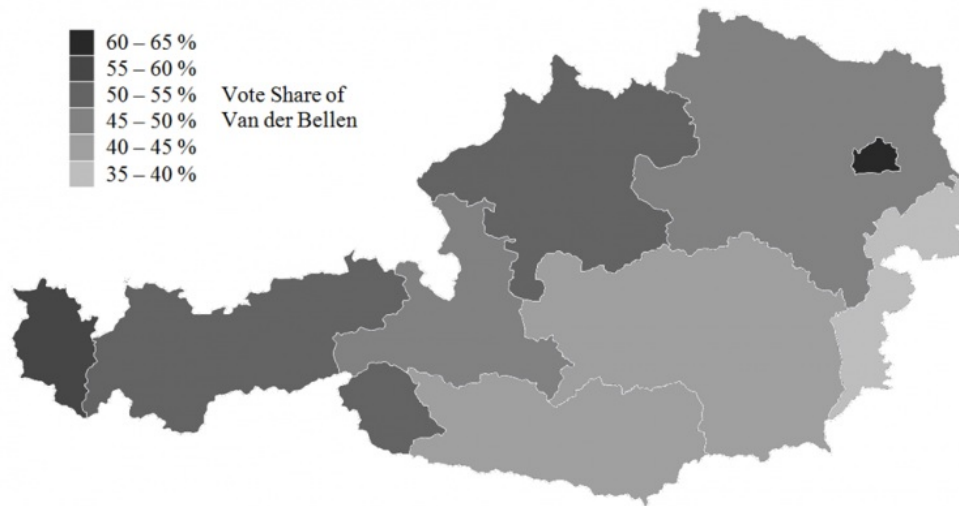 60 – 65 %
55 – 60 %
50 – 55 %
45 – 50 %
40 – 45 %
35 – 40 %
Vote Share of
Van der Bellen